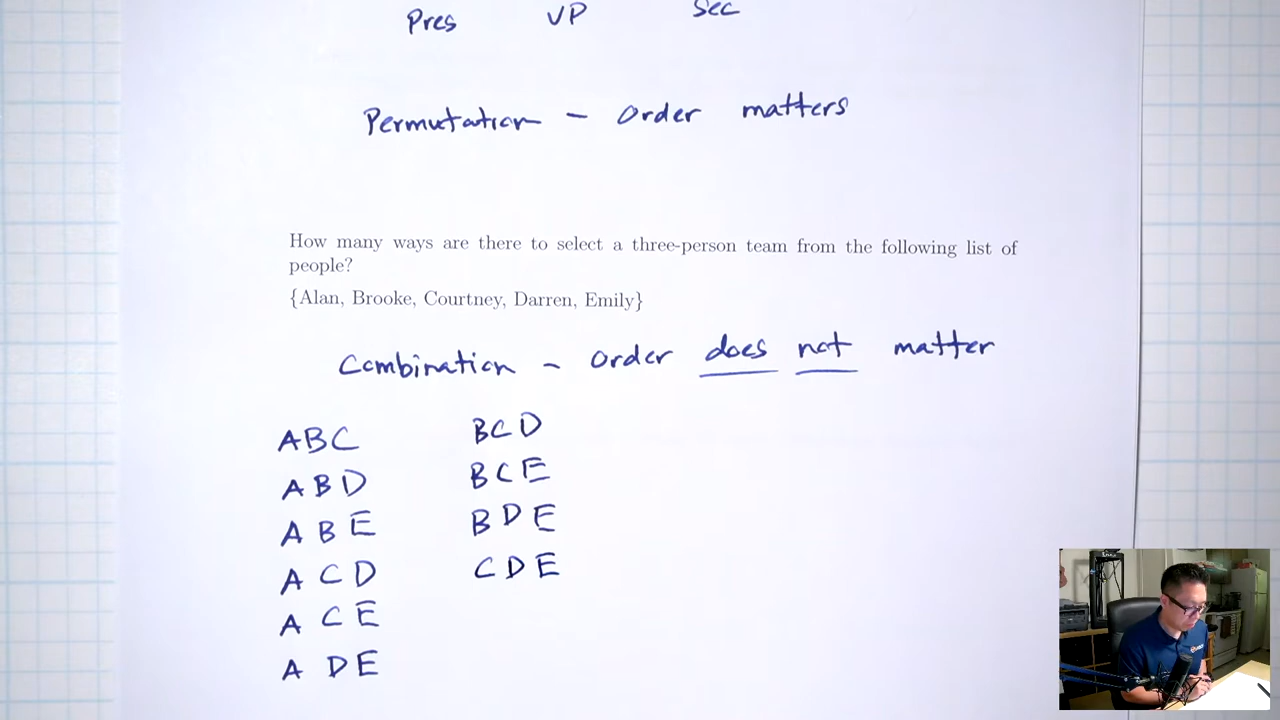 Pres VP Sec
Permutation - Order matters
How many ways are there to select a three-person team from the following list of
people?
{Alan, Brooke, Courtney, Darren, Emily}
Combination - Order does not matter
ABC
ABD
ABE
ACD
ACE
ADE
BCD
BCE
BDE
CDE